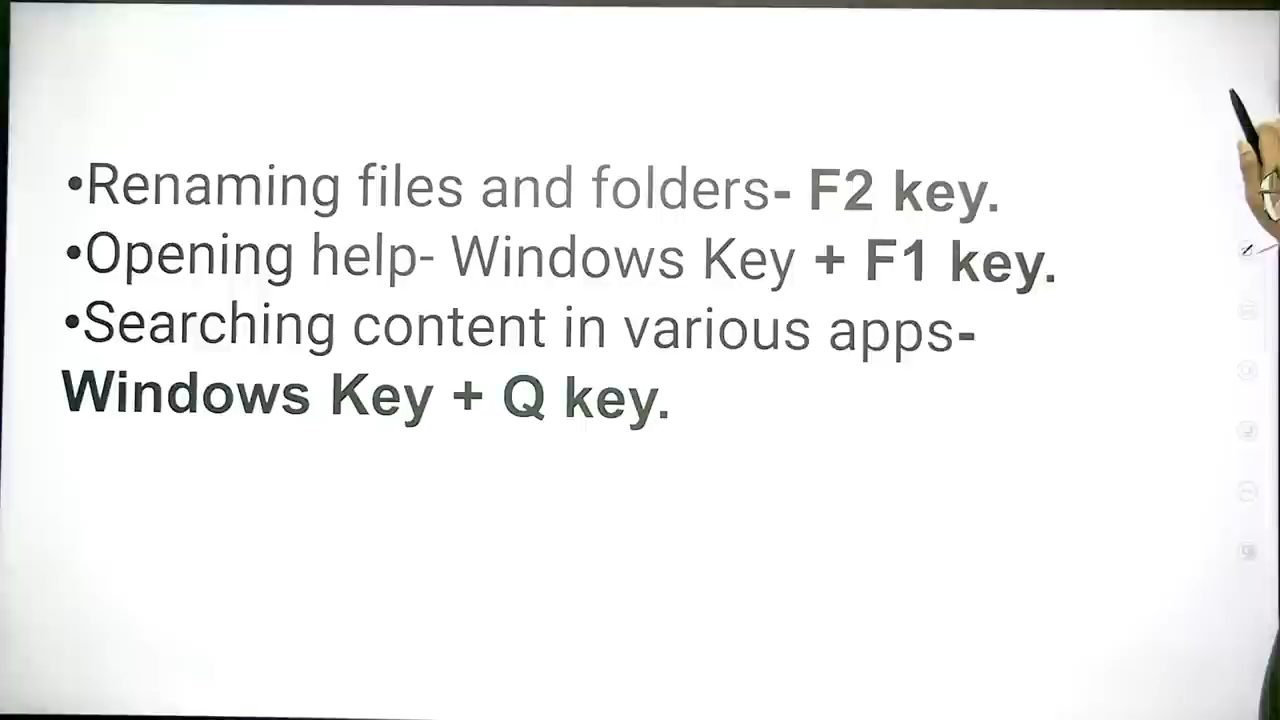 •Renaming files and folders- F2 key.
•Opening help- Windows Key + F1 key.
•Searching content in various apps-
Windows Key + Q key.